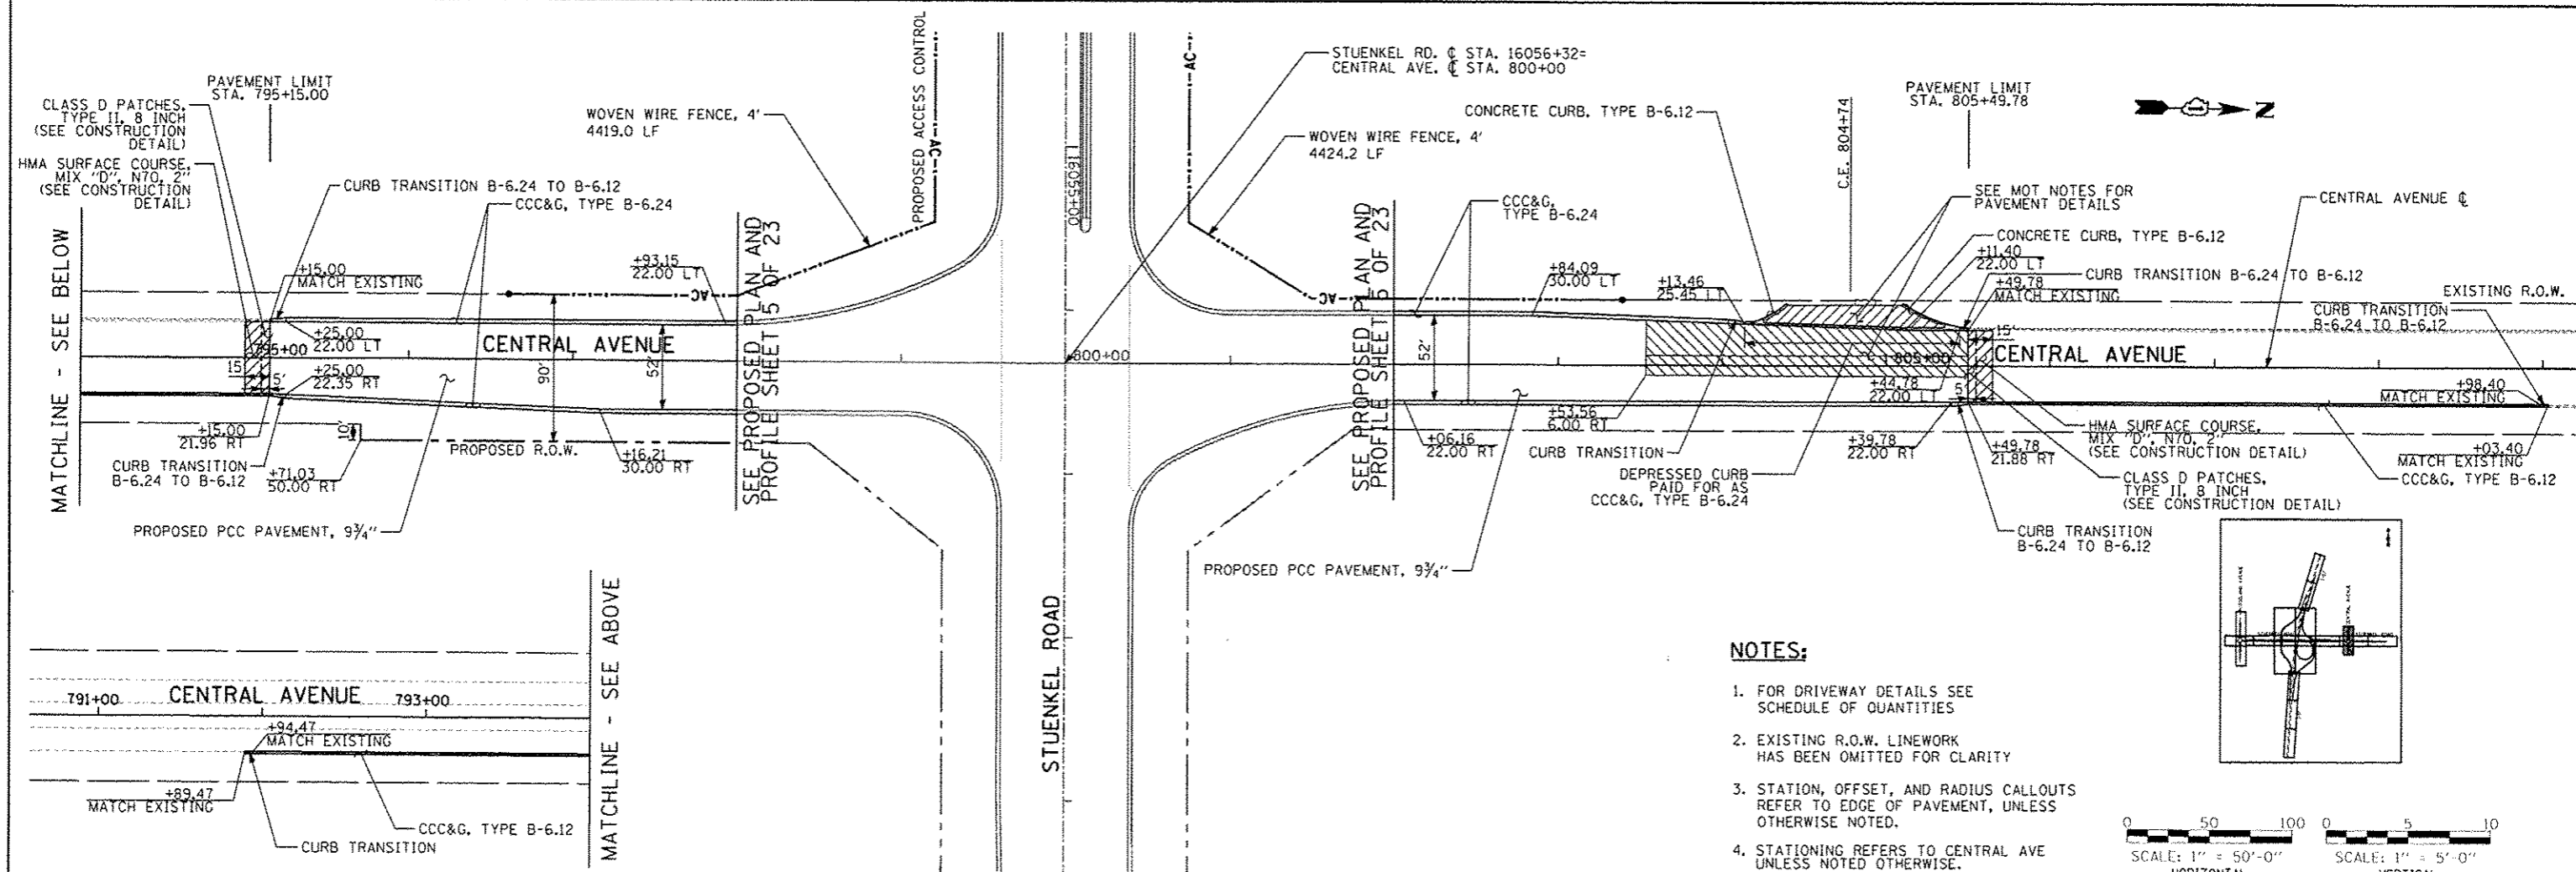 PAVEMENT LIMIT
STA. 795+15.00
CLASS D PATCHES,
TYPE II, 8 INCH
(SEE CONSTRUCTION
DETAIL)
HMA SURFACE COURSE,
MIX "D", N70, 2"
(SEE CONSTRUCTION
DETAIL)
CURB TRANSITION B-6.24 TO B-6.12
CCC&G, TYPE B-6.24
WOVEN WIRE FENCE, 4'
4419.0 LF
PROPOSED ACCESS CONTROL
AC
AC
AC
STUENKEL RD. ℄ STA. 16056+32=
CENTRAL AVE. ℄ STA. 800+00
CONCRETE CURB, TYPE B-6.12
WOVEN WIRE FENCE, 4'
4424.2 LF
C.E. 804+74
PAVEMENT LIMIT
STA. 805+49.78
N
SEE MOT NOTES FOR
PAVEMENT DETAILS
CENTRAL AVENUE ℄
CCC&G,
TYPE B-6.24
CONCRETE CURB, TYPE B-6.12
+11.40
22.00 LT
CURB TRANSITION B-6.24 TO B-6.12
+49.78
MATCH EXISTING
EXISTING R.O.W.
CURB TRANSITION
B-6.24 TO B-6.12
MATCHLINE - SEE BELOW
+15.00
MATCH EXISTING
+93.15
22.00 LT
AC
SEE PROPOSED PLAN AND
PROFILE SHEET 5 OF 23
L16055+00
AC
SEE PROPOSED PLAN AND
PROFILE SHEET 5 OF 23
+84.09
30.00 LT
+13.46
25.45 LT
+25.00
22.00 LT
795+00
CENTRAL AVENUE
800+00
805+00
CENTRAL AVENUE
15'
5'
+25.00
22.35 RT
90'
52'
52'
15'
5'
+44.78
22.00 LT
+98.40
MATCH EXISTING
+15.00
21.96 RT
10'
CURB TRANSITION
B-6.24 TO B-6.12
+71.03
50.00 RT
PROPOSED R.O.W.
+16.21
30.00 RT
+06.16
22.00 RT
+53.56
6.00 RT
CURB TRANSITION
+39.78
22.00 RT
+49.78
21.88 RT
HMA SURFACE COURSE,
MIX "D", N70, 2"
(SEE CONSTRUCTION DETAIL)
+03.40
MATCH EXISTING
DEPRESSED CURB
PAID FOR AS
CCC&G, TYPE B-6.24
CLASS D PATCHES,
TYPE II, 8 INCH
(SEE CONSTRUCTION DETAIL)
CCC&G, TYPE B-6.12
PROPOSED PCC PAVEMENT, 9¾"
PROPOSED PCC PAVEMENT, 9¾"
CURB TRANSITION
B-6.24 TO B-6.12
STUENKEL ROAD
MATCHLINE - SEE ABOVE
791+00
CENTRAL AVENUE
793+00
+94.47
MATCH EXISTING
+89.47
MATCH EXISTING
CCC&G, TYPE B-6.12
CURB TRANSITION
NOTES:
1. FOR DRIVEWAY DETAILS SEE
SCHEDULE OF QUANTITIES
2. EXISTING R.O.W. LINEWORK
HAS BEEN OMITTED FOR CLARITY
3. STATION, OFFSET, AND RADIUS CALLOUTS
REFER TO EDGE OF PAVEMENT, UNLESS
OTHERWISE NOTED.
4. STATIONING REFERS TO CENTRAL AVE
UNLESS NOTED OTHERWISE.
0 50 100
SCALE: 1" = 50'-0"
0 5 10
SCALE: 1" = 5'-0"